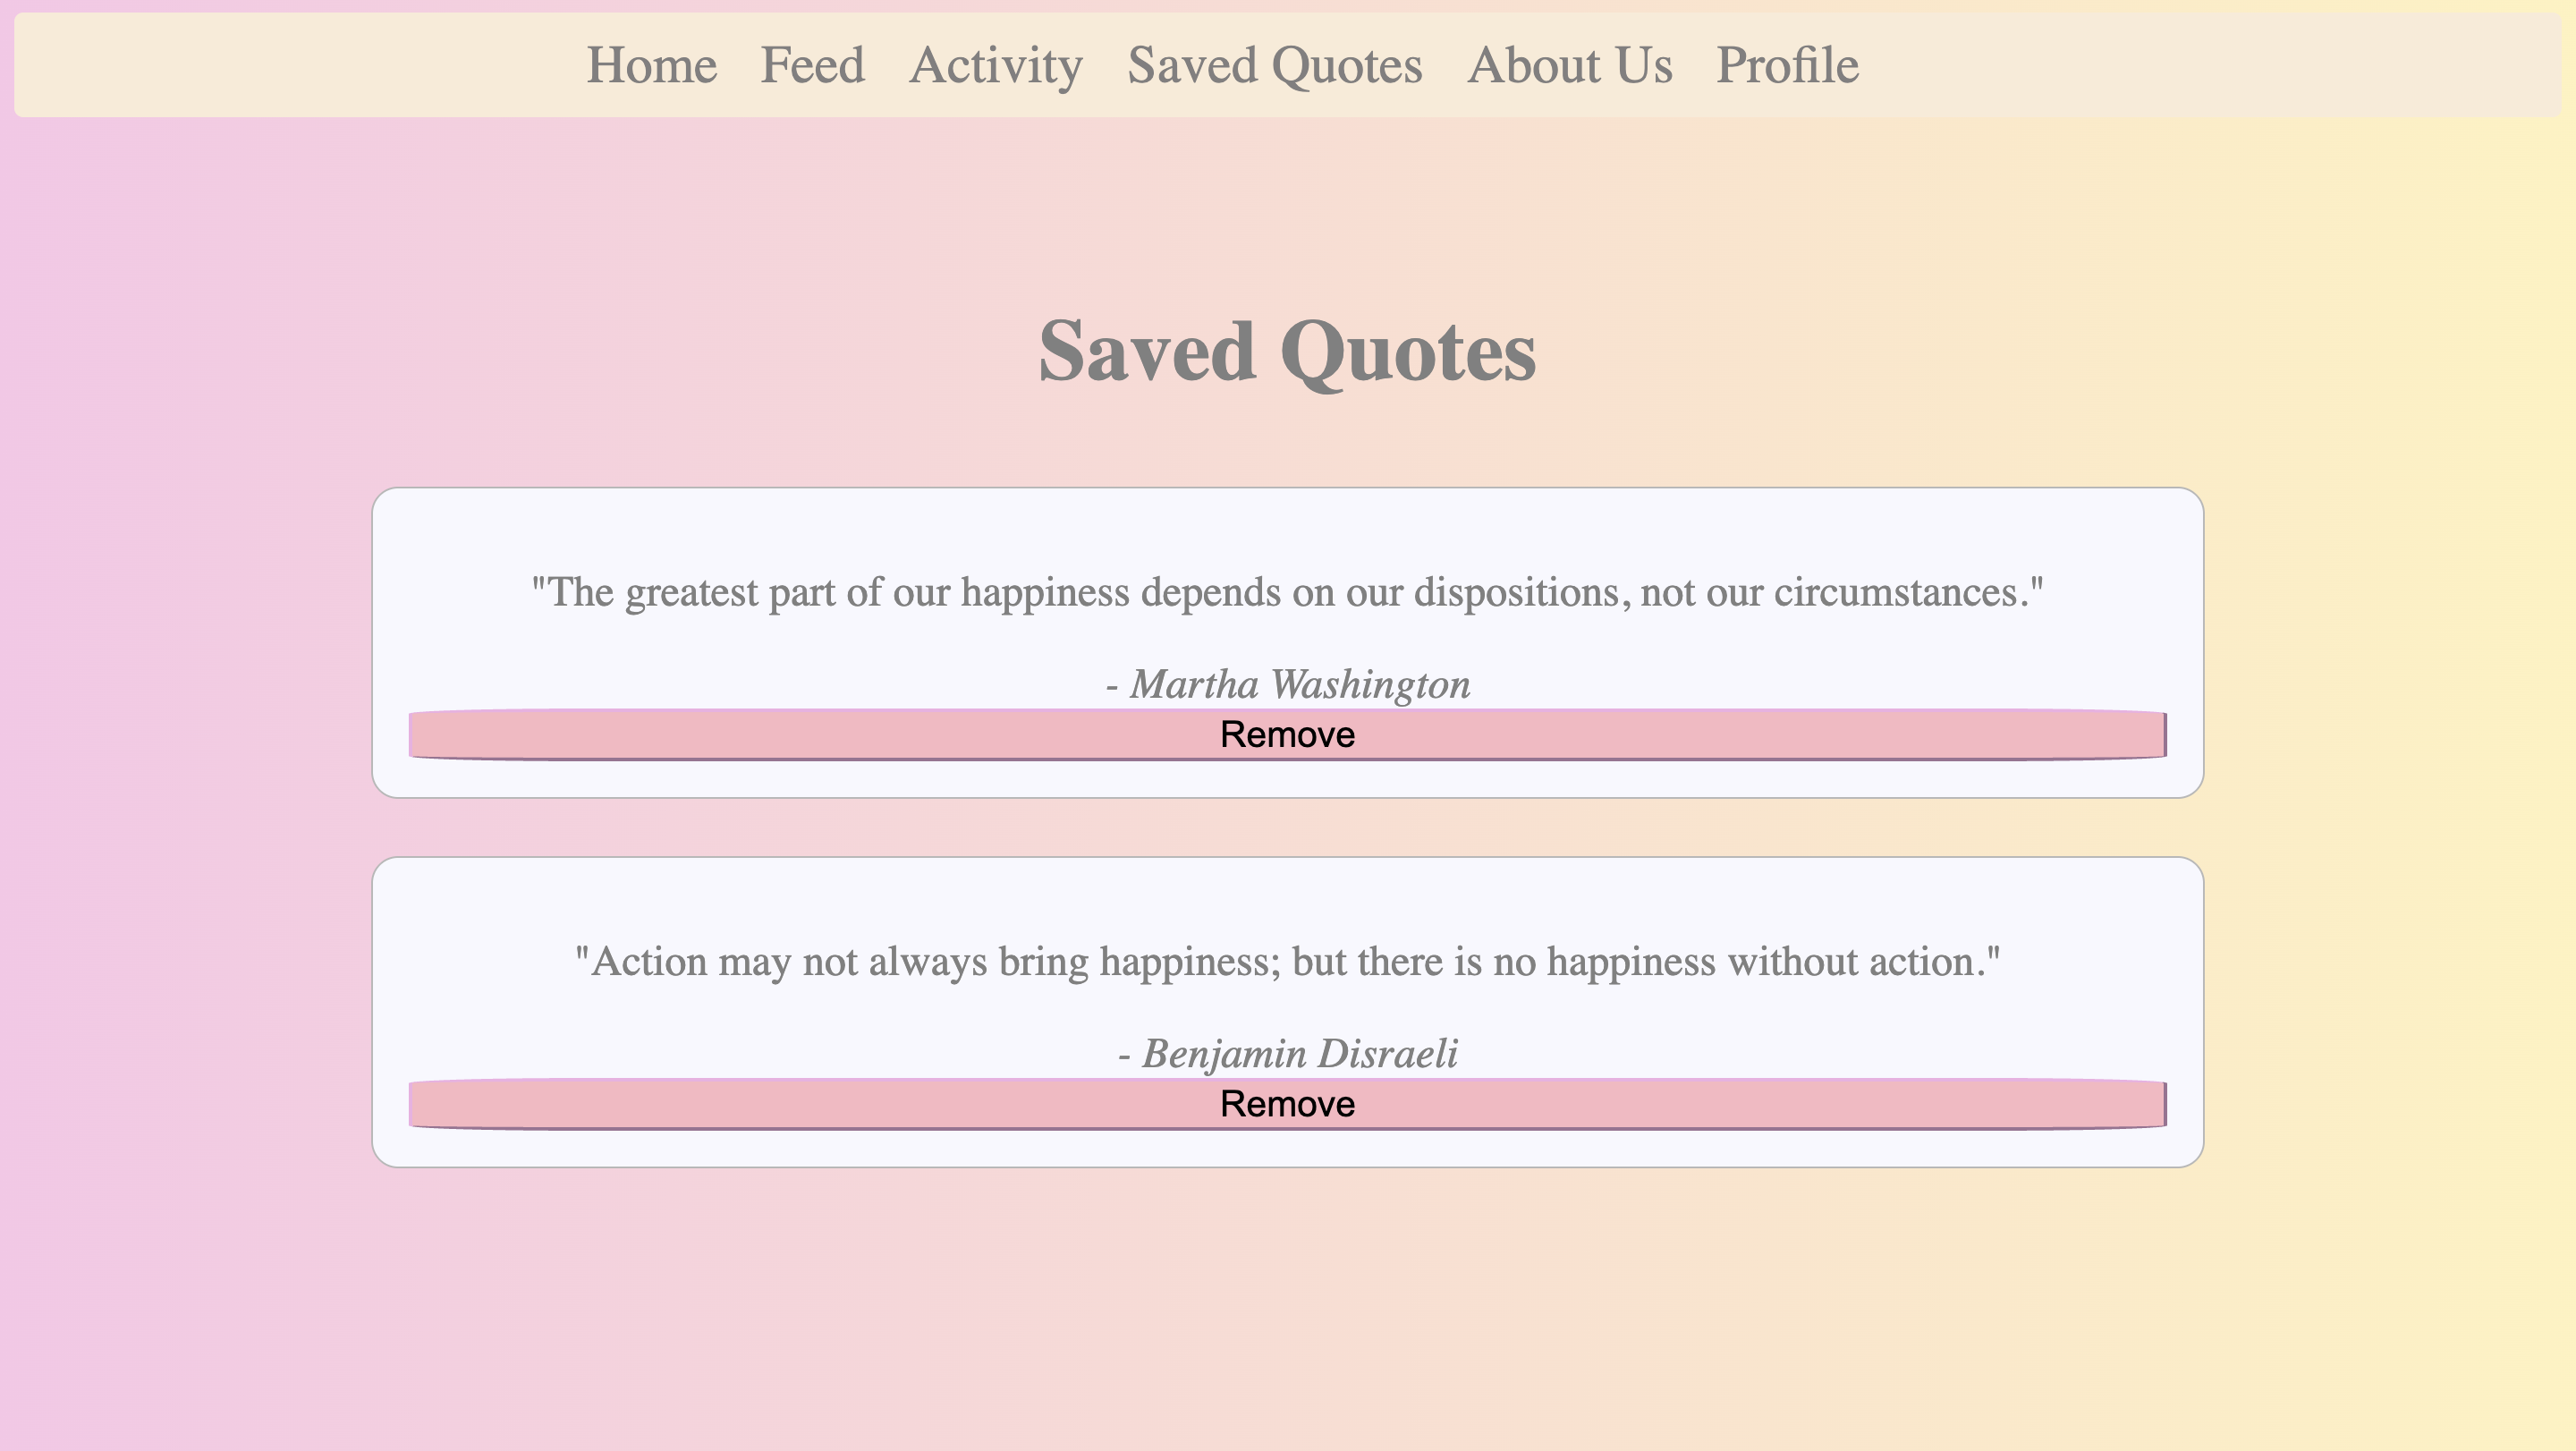 Home Feed Activity Saved Quotes About Us Profile
Saved Quotes
"The greatest part of our happiness depends on our dispositions, not our circumstances."
- Martha Washington
Remove
"Action may not always bring happiness; but there is no happiness without action."
- Benjamin Disraeli
Remove